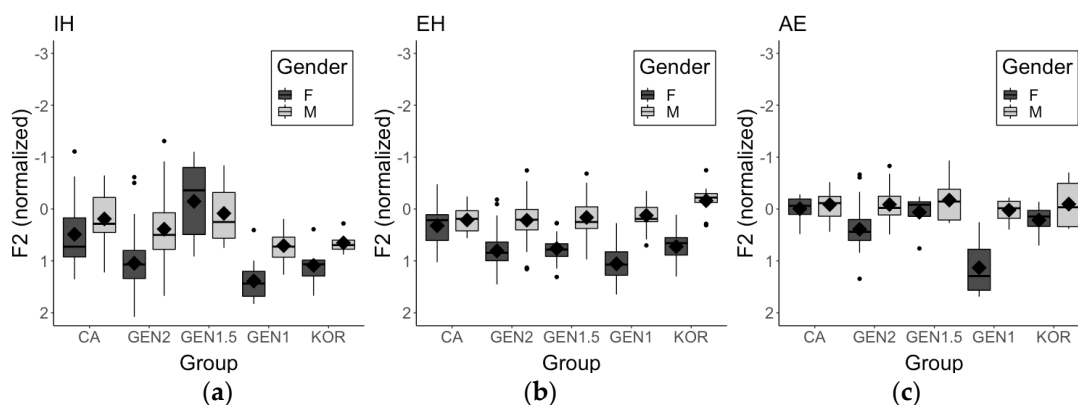 IH
F2 (normalized)
-3
-2
-1
0
1
2
Gender
F
M
CA GEN2 GEN1.5 GEN1 KOR
Group
(a)
EH
F2 (normalized)
-3
-2
-1
0
1
2
Gender
F
M
CA GEN2 GEN1.5 GEN1 KOR
Group
(b)
AE
F2 (normalized)
-3
-2
-1
0
1
2
Gender
F
M
CA GEN2 GEN1.5 GEN1 KOR
Group
(c)